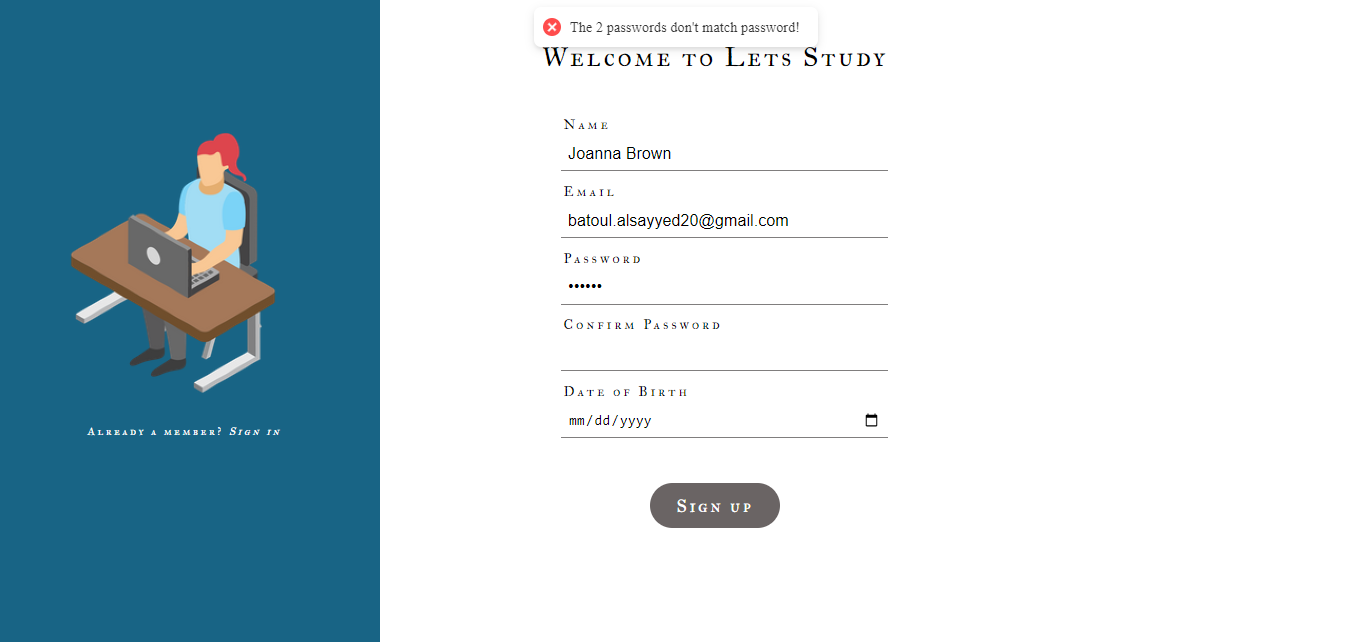 The 2 passwords don't match password!
Welcome to Lets Study
Name
Joanna Brown
Email
batoul.alsayyed20@gmail.com
Password
••••••
Confirm Password
Date of Birth
mm/dd/yyyy
Sign up
Already a member? Sign in